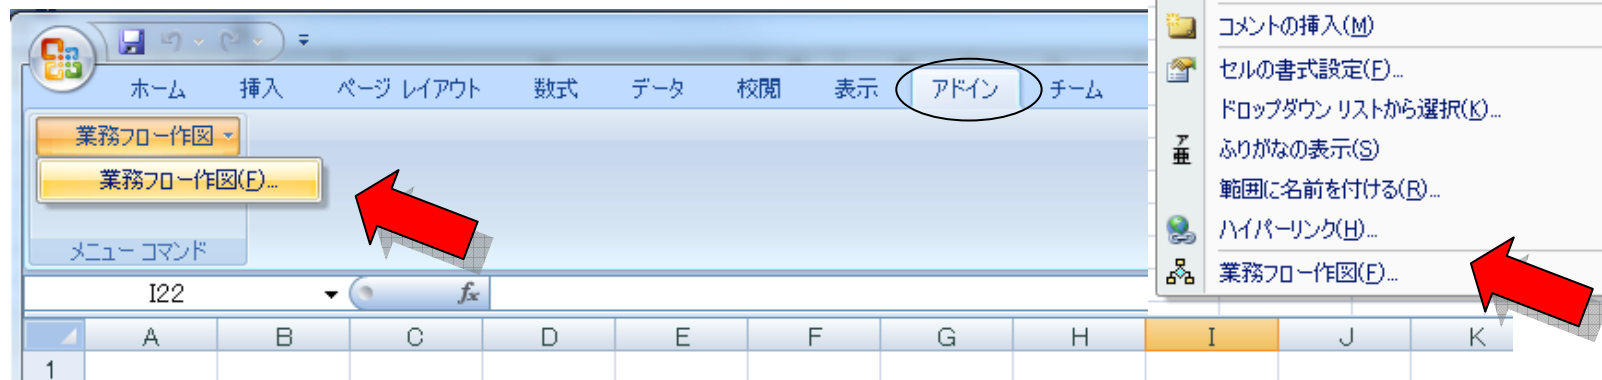 ホーム 挿入 ページ レイアウト 数式 データ 校閲 表示 アドイン チーム
業務フロー作図
業務フロー作図(F)...
メニュー コマンド
I22
fx
A B C D E F G H I J K
1
コメントの挿入(M)
セルの書式設定(F)...
ドロップダウン リストから選択(K)...
ア亜 ふりがなの表示(S)
範囲に名前を付ける(R)...
ハイパーリンク(H)...
業務フロー作図(F)...